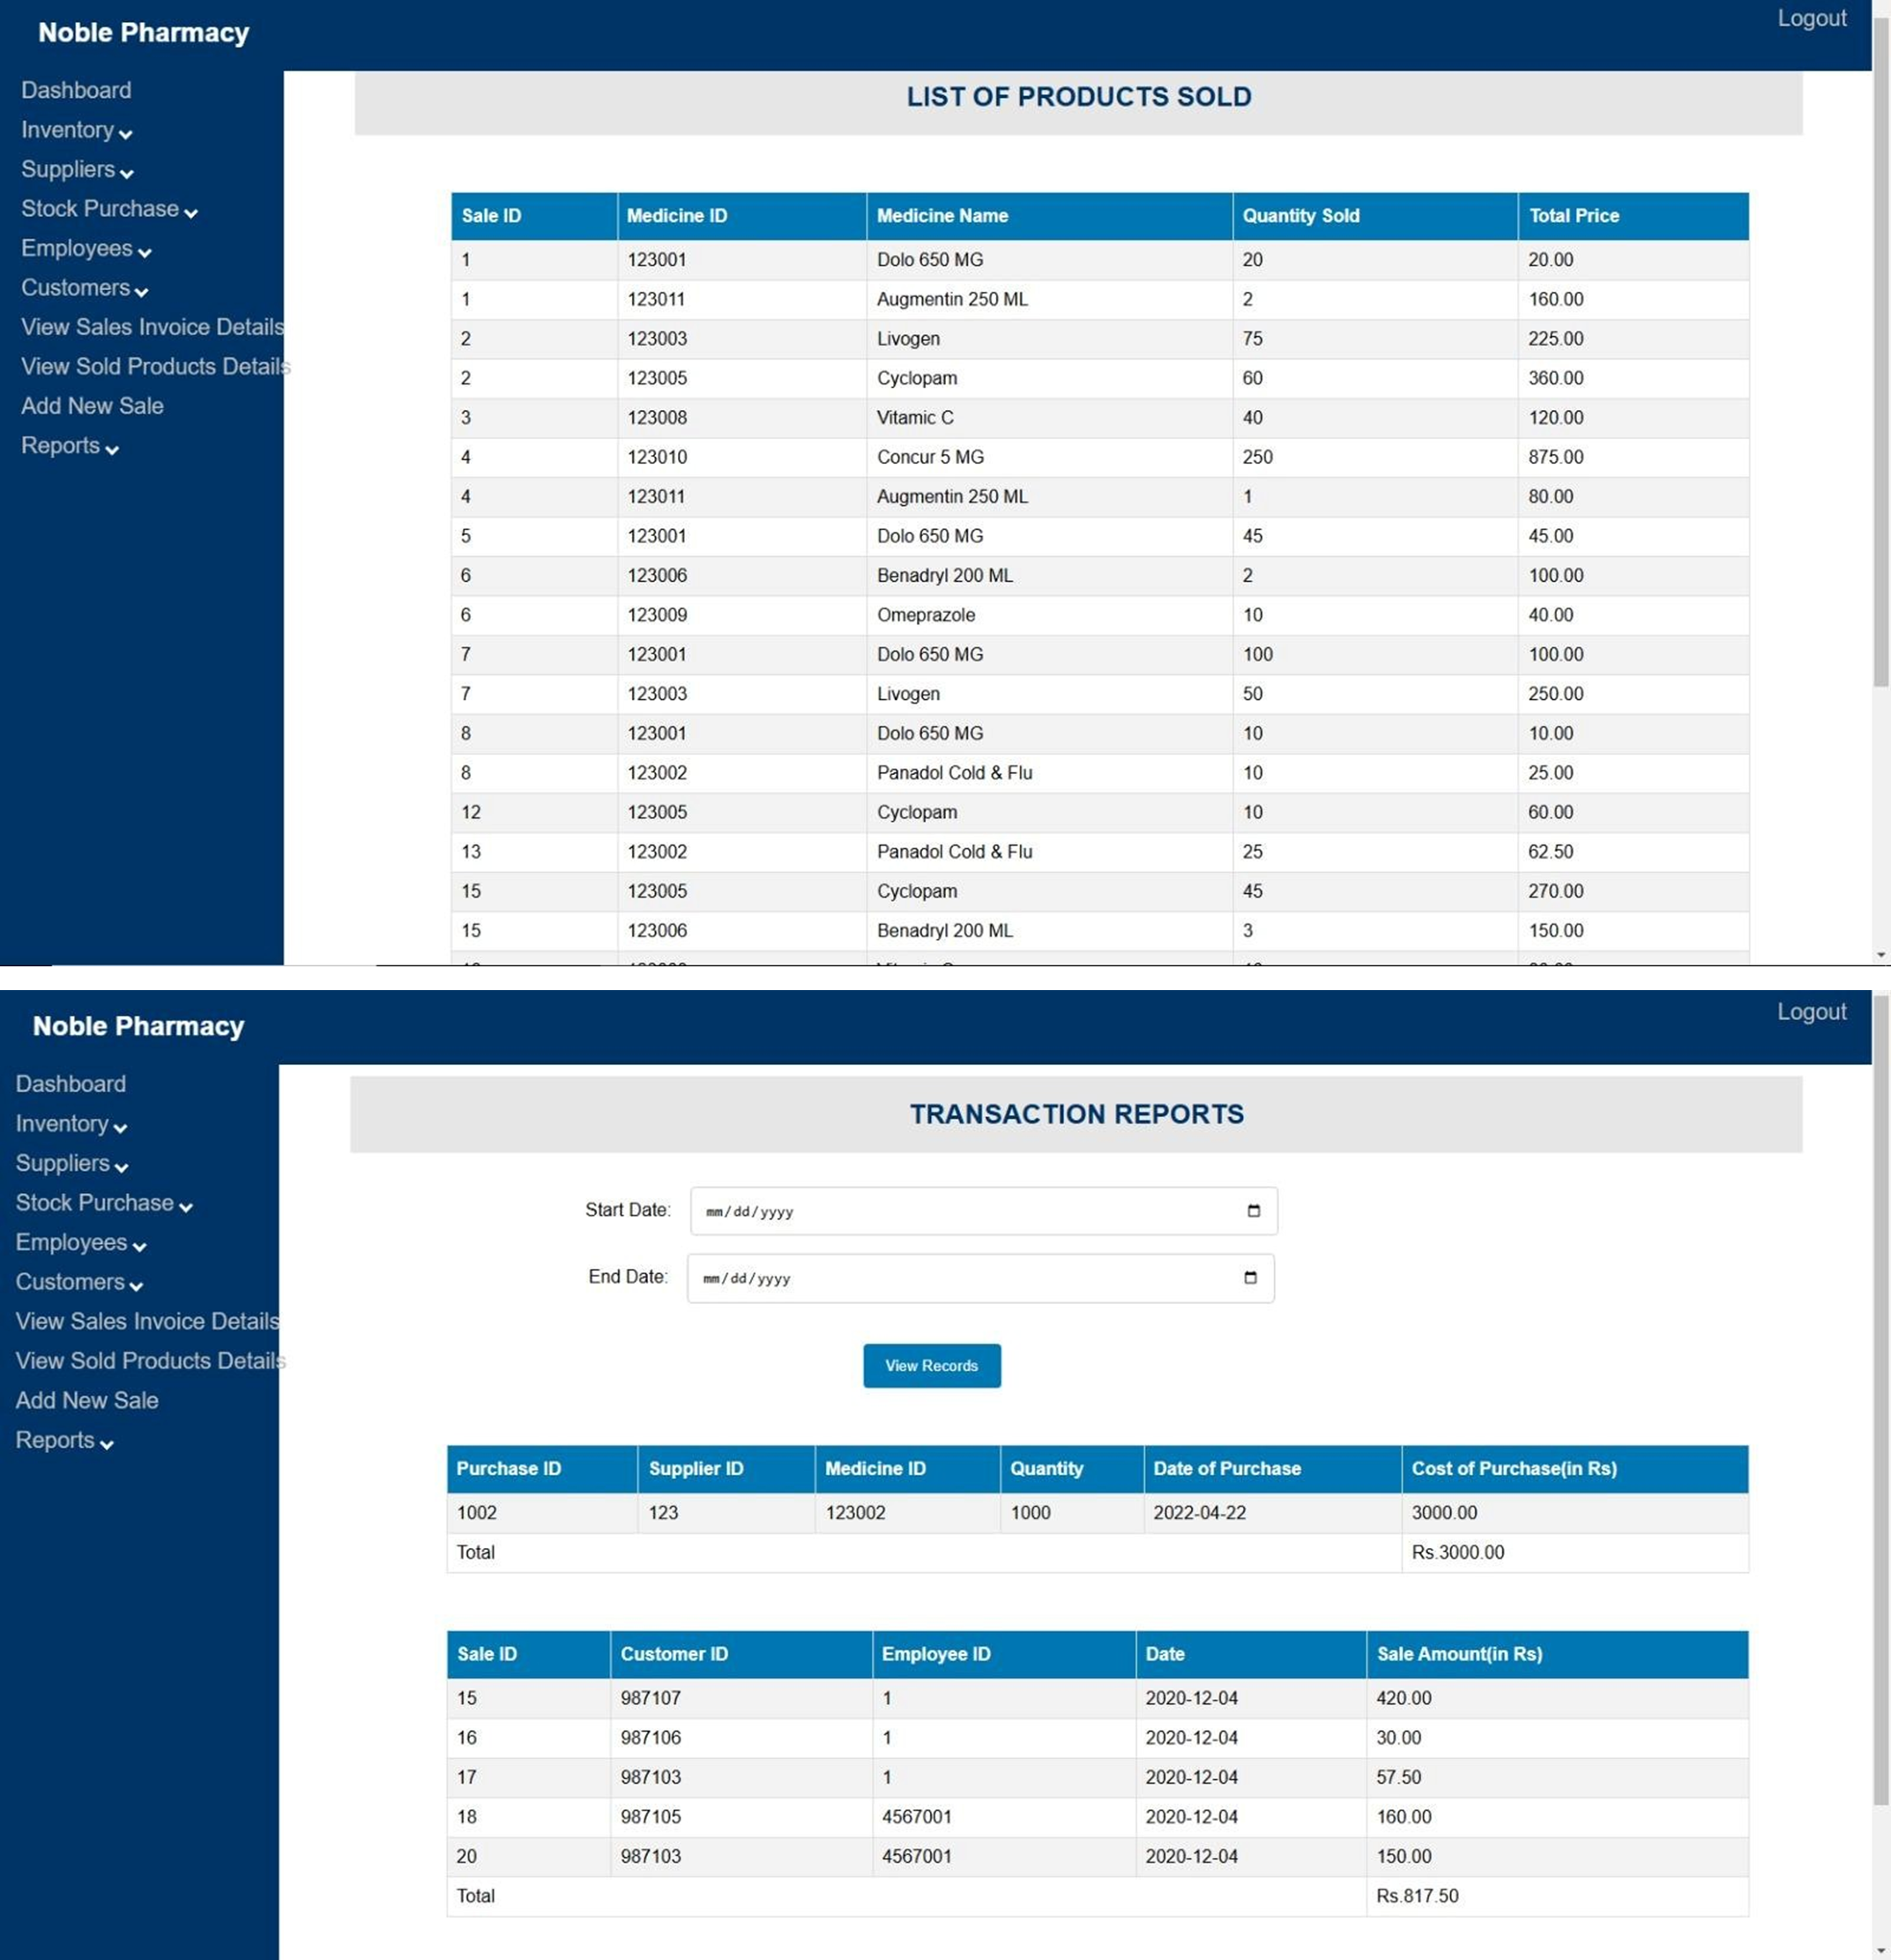 Noble Pharmacy
Logout
Dashboard
Inventory
Suppliers
Stock Purchase
Employees
Customers
View Sales Invoice Details
View Sold Products Details
Add New Sale
Reports
LIST OF PRODUCTS SOLD
Sale ID Medicine ID Medicine Name Quantity Sold Total Price
1 123001 Dolo 650 MG 20 20.00
1 123011 Augmentin 250 ML 2 160.00
2 123003 Livogen 75 225.00
2 123005 Cyclopam 60 360.00
3 123008 Vitamic C 40 120.00
4 123010 Concur 5 MG 250 875.00
4 123011 Augmentin 250 ML 1 80.00
5 123001 Dolo 650 MG 45 45.00
6 123006 Benadryl 200 ML 2 100.00
6 123009 Omeprazole 10 40.00
7 123001 Dolo 650 MG 100 100.00
7 123003 Livogen 50 250.00
8 123001 Dolo 650 MG 10 10.00
8 123002 Panadol Cold & Flu 10 25.00
12 123005 Cyclopam 10 60.00
13 123002 Panadol Cold & Flu 25 62.50
15 123005 Cyclopam 45 270.00
15 123006 Benadryl 200 ML 3 150.00
Noble Pharmacy
Logout
Dashboard
Inventory
Suppliers
Stock Purchase
Employees
Customers
View Sales Invoice Details
View Sold Products Details
Add New Sale
Reports
TRANSACTION REPORTS
Start Date: mm/dd/yyyy
End Date: mm/dd/yyyy
View Records
Purchase ID Supplier ID Medicine ID Quantity Date of Purchase Cost of Purchase(in Rs)
1002 123 123002 1000 2022-04-22 3000.00
Total Rs.3000.00
Sale ID Customer ID Employee ID Date Sale Amount(in Rs)
15 987107 1 2020-12-04 420.00
16 987106 1 2020-12-04 30.00
17 987103 1 2020-12-04 57.50
18 987105 4567001 2020-12-04 160.00
20 987103 4567001 2020-12-04 150.00
Total Rs.817.50